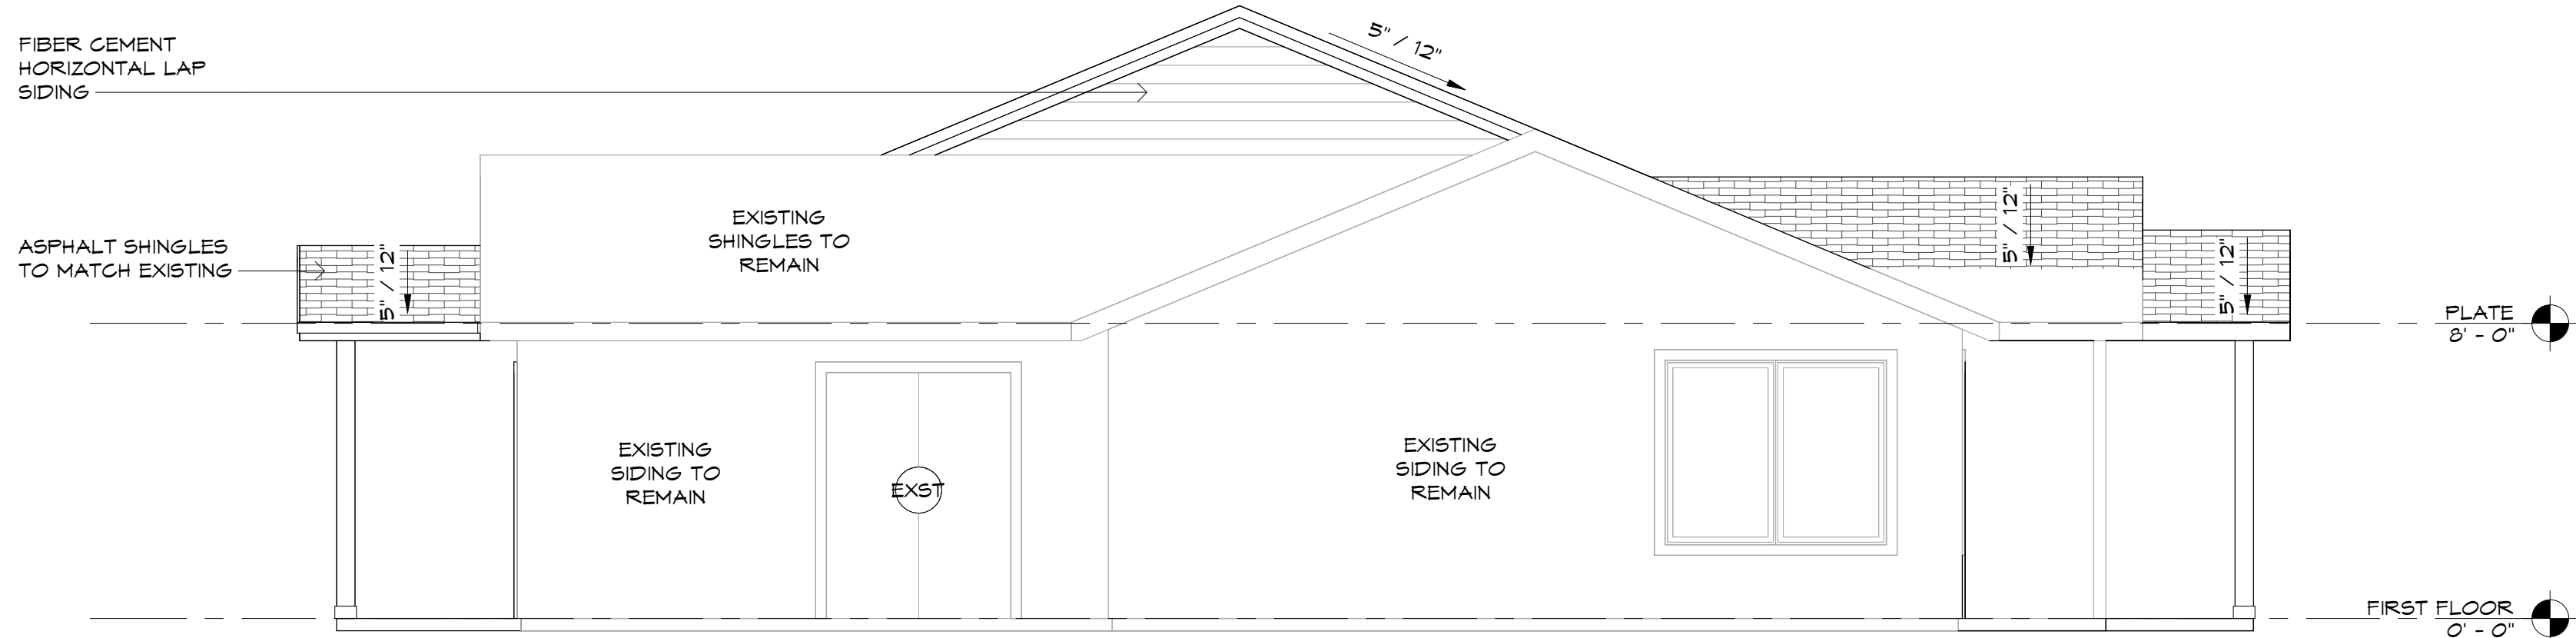 FIBER CEMENT
HORIZONTAL LAP
SIDING
5" / 12"
EXISTING
SHINGLES TO
REMAIN
ASPHALT SHINGLES
TO MATCH EXISTING
5" / 12"
5" / 12"
5" / 12"
PLATE
8' - 0"
EXISTING
SIDING TO
REMAIN
EXST
EXISTING
SIDING TO
REMAIN
FIRST FLOOR
0' - 0"